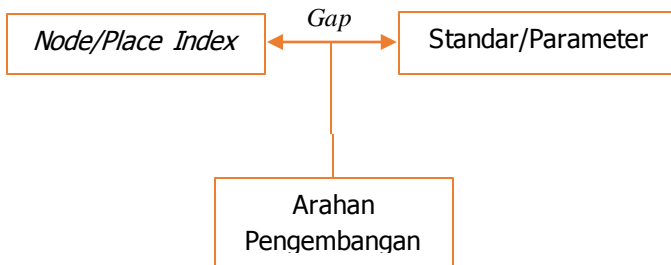 Gap
Node/Place Index
Standar/Parameter
Arahan
Pengembangan